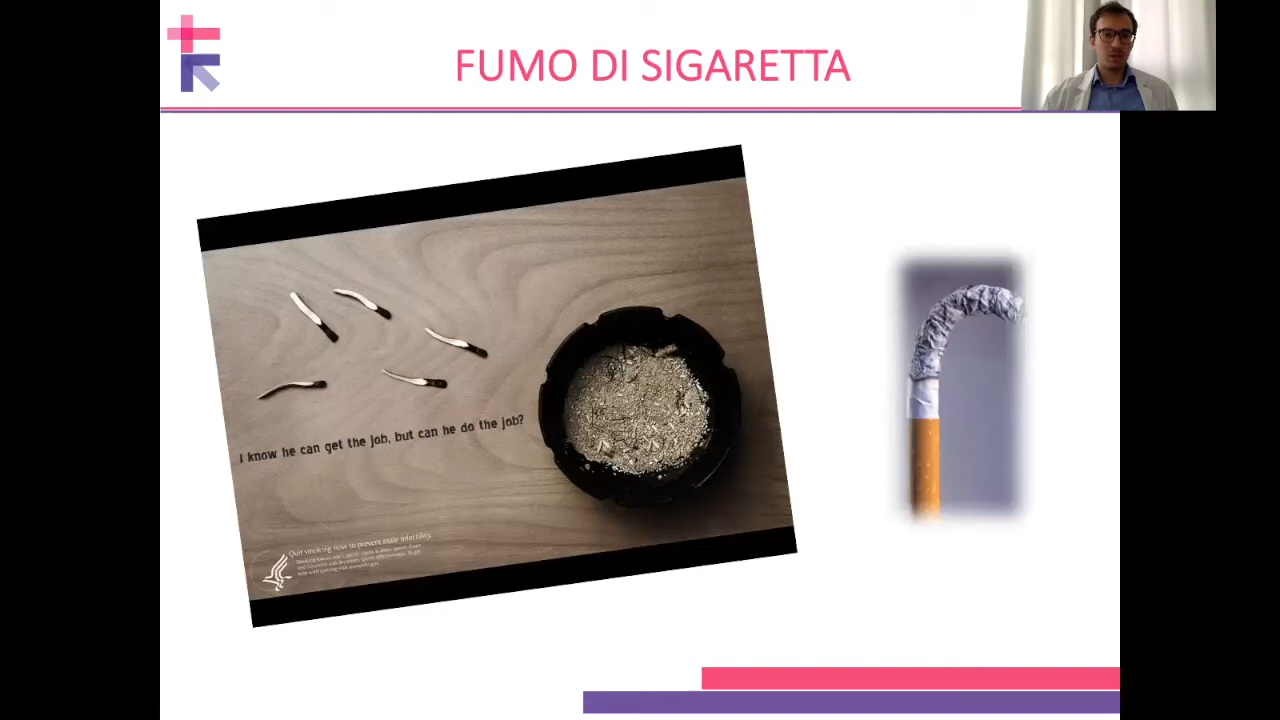 FUMO DI SIGARETTA
I know he can get the job, but can he do the job?
Quit smoking now to prevent male infertility.